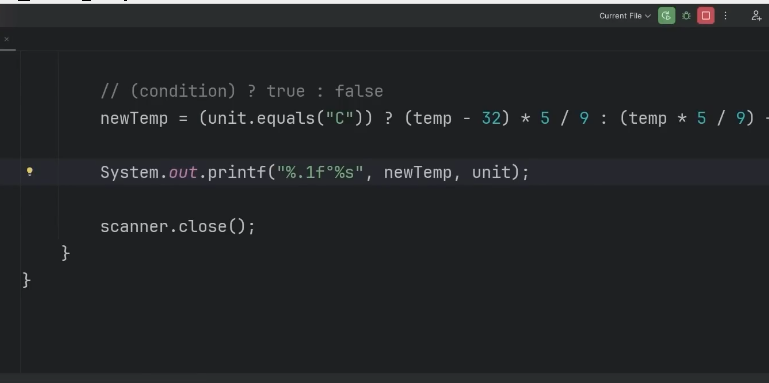 Current File
// (condition) ? true : false
newTemp = (unit.equals("C")) ? (temp - 32) * 5 / 9 : (temp * 5 / 9)
System.out.printf("%.1f°%s", newTemp, unit);
scanner.close();
}
}